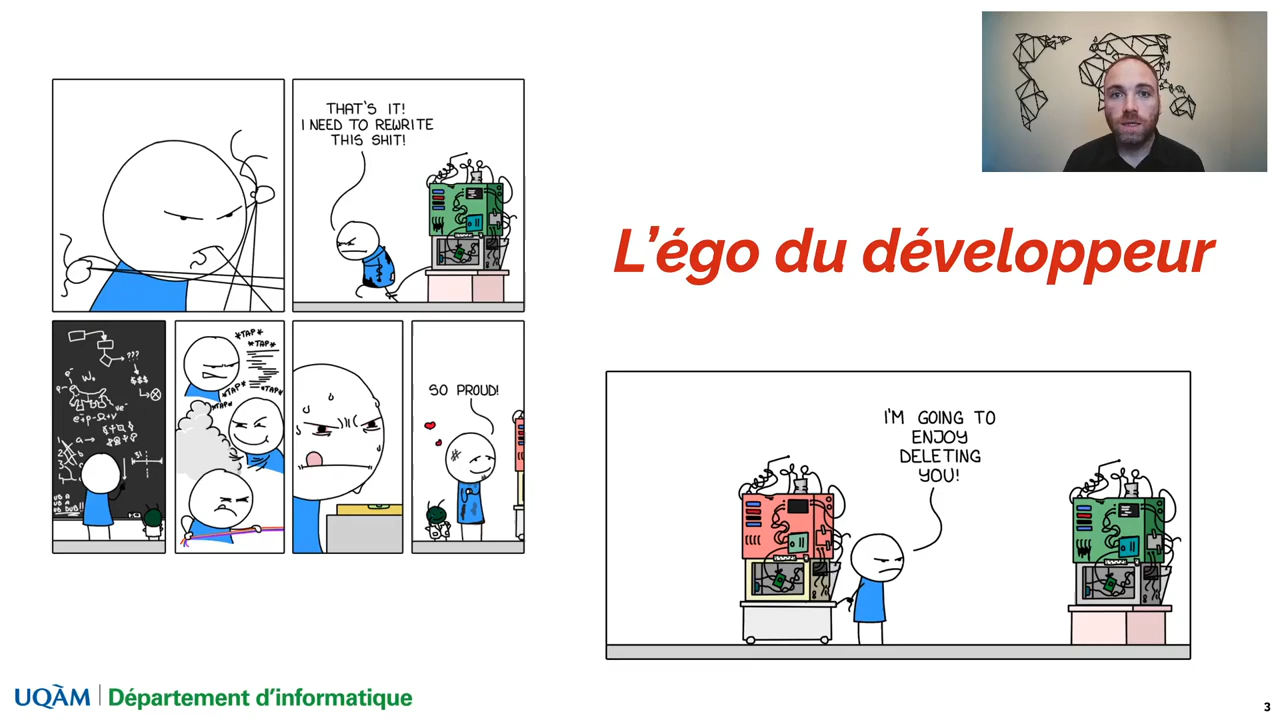 THAT'S IT!
I NEED TO REWRITE
THIS SHIT!
*TAP*
*TAP*
*TAP*
*TAP*
*TAP*
SO PROUD!
L'égo du développeur
I'M GOING TO
ENJOY
DELETING
YOU!
UQÀM Département d'informatique
3